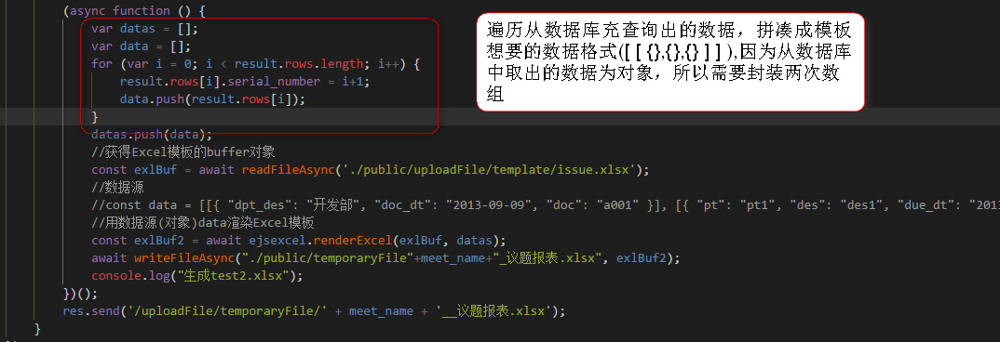 (async function () {
var datas = [];
var data = [];
for (var i = 0; i < result.rows.length; i++) {
result.rows[i].serial_number = i+1;
data.push(result.rows[i]);
}
datas.push(data);
//获得Excel模板的buffer对象
const exlBuf = await readFileAsync('./public/uploadFile/template/issue.xlsx');
//数据源
//const data = [[{ "dpt_des": "开发部", "doc_dt": "2013-09-09", "doc": "a001" }], [{ "pt": "pt1", "des": "des1", "due_dt": "2013
//用数据源(对象)data渲染Excel模板
const exlBuf2 = await ejsexcel.renderExcel(exlBuf, datas);
await writeFileAsync("./public/temporaryFile"+meet_name+"_议题报表.xlsx", exlBuf2);
console.log("生成test2.xlsx");
})();
res.send('/uploadFile/temporaryFile/' + meet_name + '__议题报表.xlsx');
}
遍历从数据库充查询出的数据，拼凑成模板
想要的数据格式([ [ {},{},{} ] ] ),因为从数据库
中取出的数据为对象，所以需要封装两次数
组